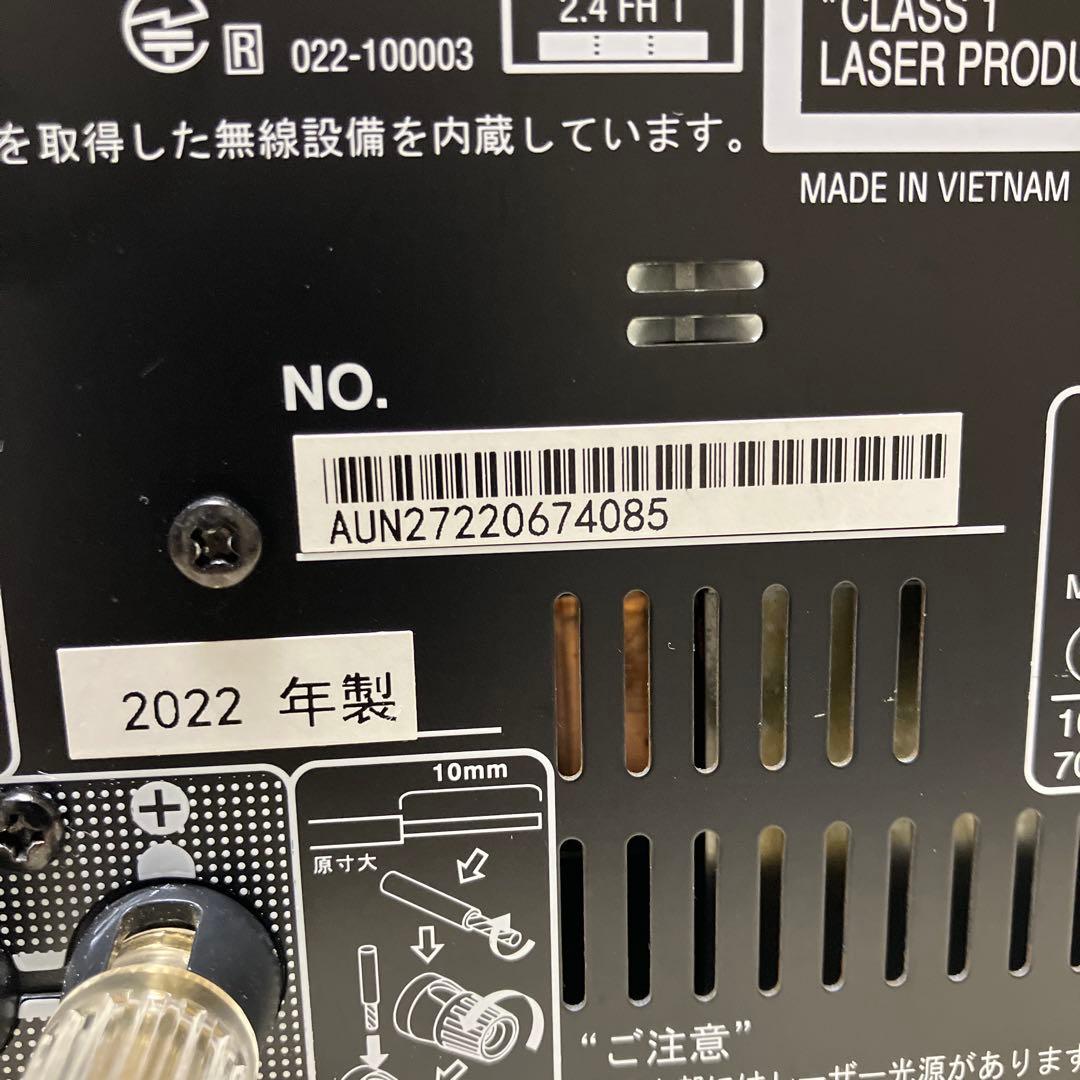 2.4 FH 1
"CLASS 1
LASER PRODU
R 022-100003
を取得した無線設備を内蔵しています。
MADE IN VIETNAM
NO.
AUN27220674085
2022 年製
10mm
原寸大
+
M
10
70
"ご注意"
レーザー光源があります